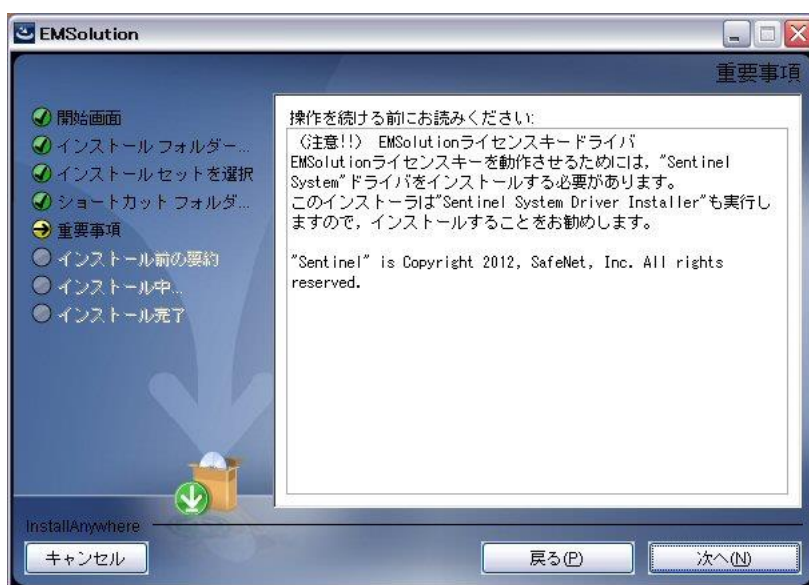 EMSolution
重要事項
開始画面
インストール フォルダー...
インストール セットを選択
ショートカット フォルダ...
重要事項
インストール前の要約
インストール中...
インストール完了
操作を続ける前にお読みください:
(注意!!) EMSolutionライセンスキードライバ
EMSolutionライセンスキーを動作させるためには，"Sentinel
System"ドライバをインストールする必要があります。
このインストーラは"Sentinel System Driver Installer"も実行し
ますので，インストールすることをお勧めします。
"Sentinel" is Copyright 2012, SafeNet, Inc. All rights
reserved.
InstallAnywhere
キャンセル
戻る(P)
次へ(N)